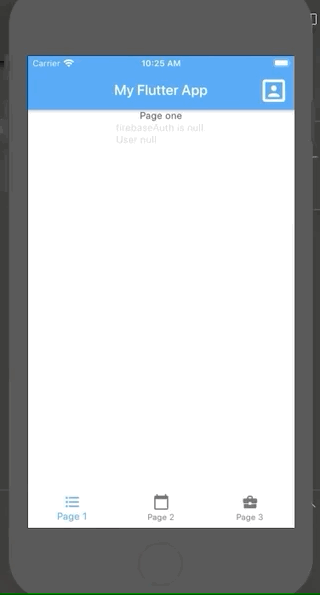 Carrier 10:25 AM
My Flutter App
Page one
firebaseAuth is null
User null
Page 1 Page 2 Page 3